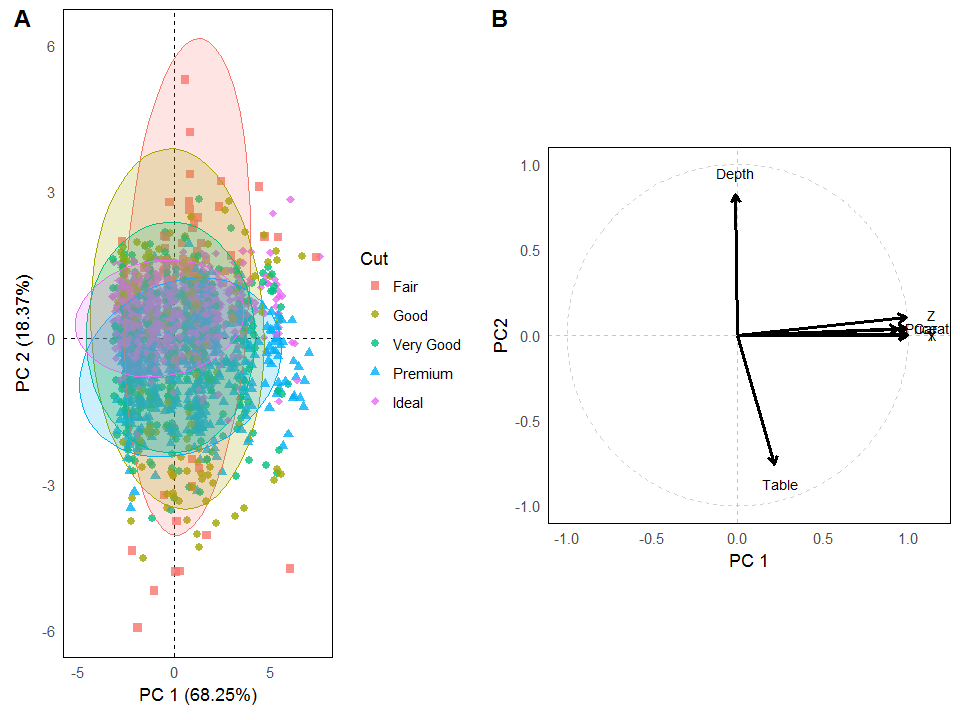 A
6
3
0
-3
-6
-5
0
5
PC 1 (68.25%)
PC 2 (18.37%)
Cut
Fair
Good
Very Good
Premium
Ideal
B
1.0
0.5
0.0
-0.5
-1.0
-1.0
-0.5
0.0
0.5
1.0
PC 1
PC2
Depth
Z
Price
Carat
X
Table